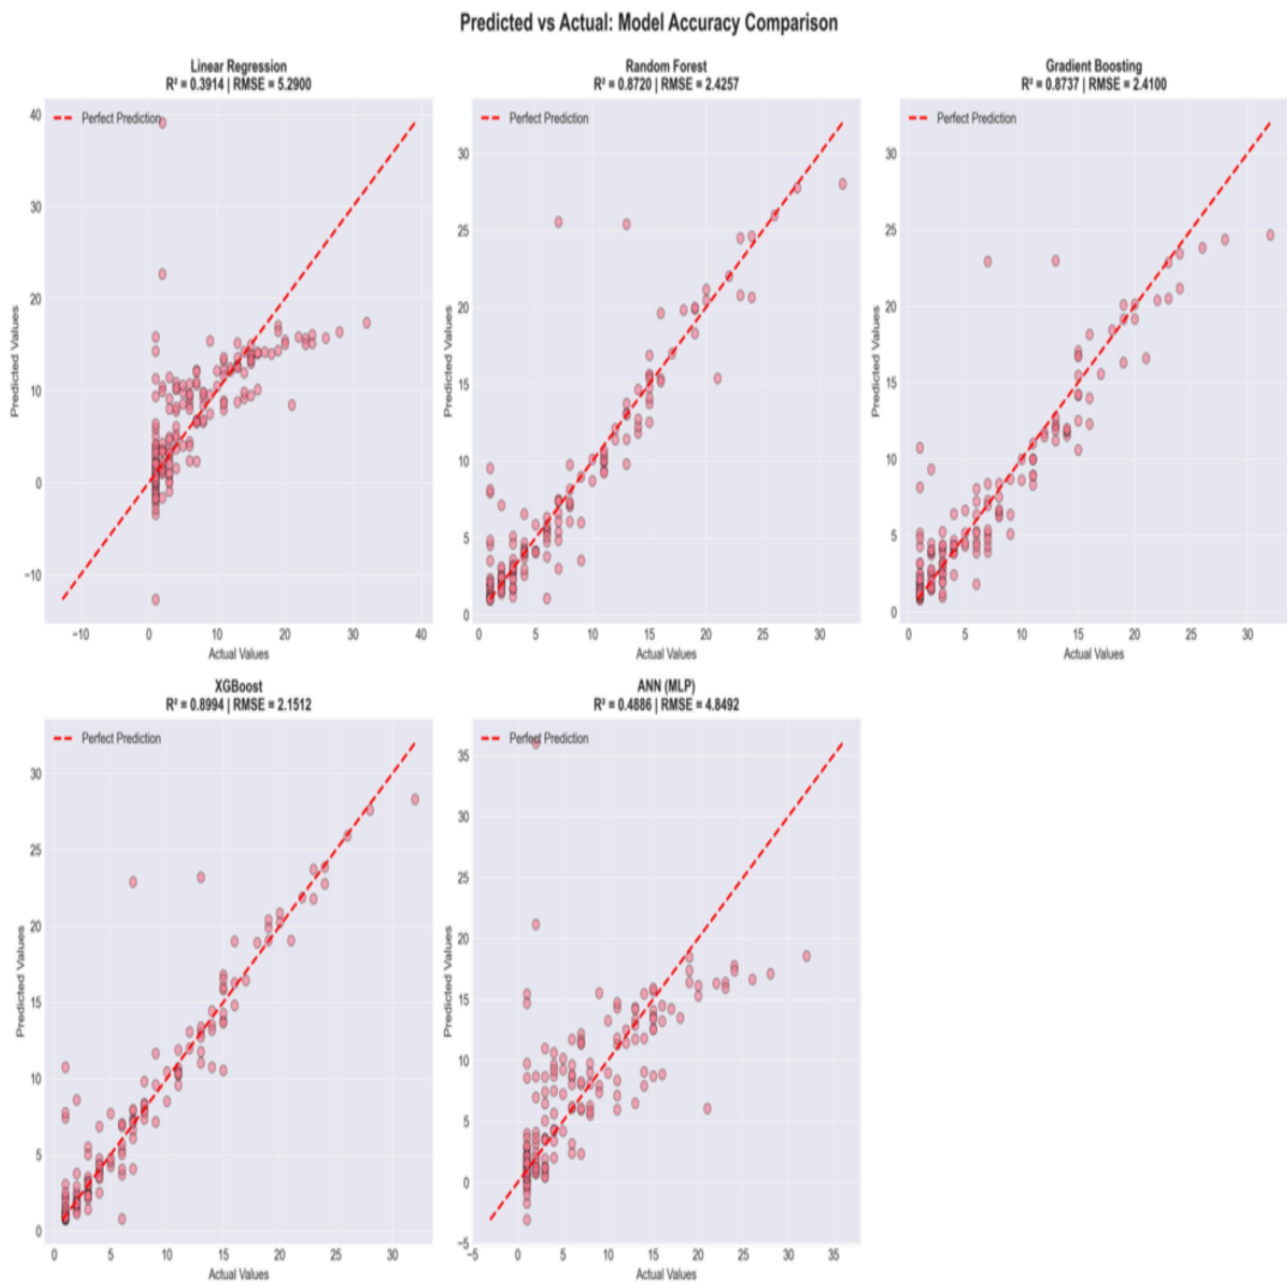 Predicted vs Actual: Model Accuracy Comparison
Linear Regression
R² = 0.3914 | RMSE = 5.2900
Perfect Prediction
Predicted Values
40
30
20
10
0
−10
−10 0 10 20 30 40
Actual Values
Random Forest
R² = 0.8720 | RMSE = 2.4257
Perfect Prediction
Predicted Values
30
25
20
15
10
5
0
0 5 10 15 20 25 30
Actual Values
Gradient Boosting
R² = 0.8737 | RMSE = 2.4100
Perfect Prediction
Predicted Values
30
25
20
15
10
5
0
0 5 10 15 20 25 30
Actual Values
XGBoost
R² = 0.8994 | RMSE = 2.1512
Perfect Prediction
Predicted Values
30
25
20
15
10
5
0
0 5 10 15 20 25 30
Actual Values
ANN (MLP)
R² = 0.4886 | RMSE = 4.8492
Perfect Prediction
Predicted Values
35
30
25
20
15
10
5
0
−5
−5 0 5 10 15 20 25 30 35
Actual Values